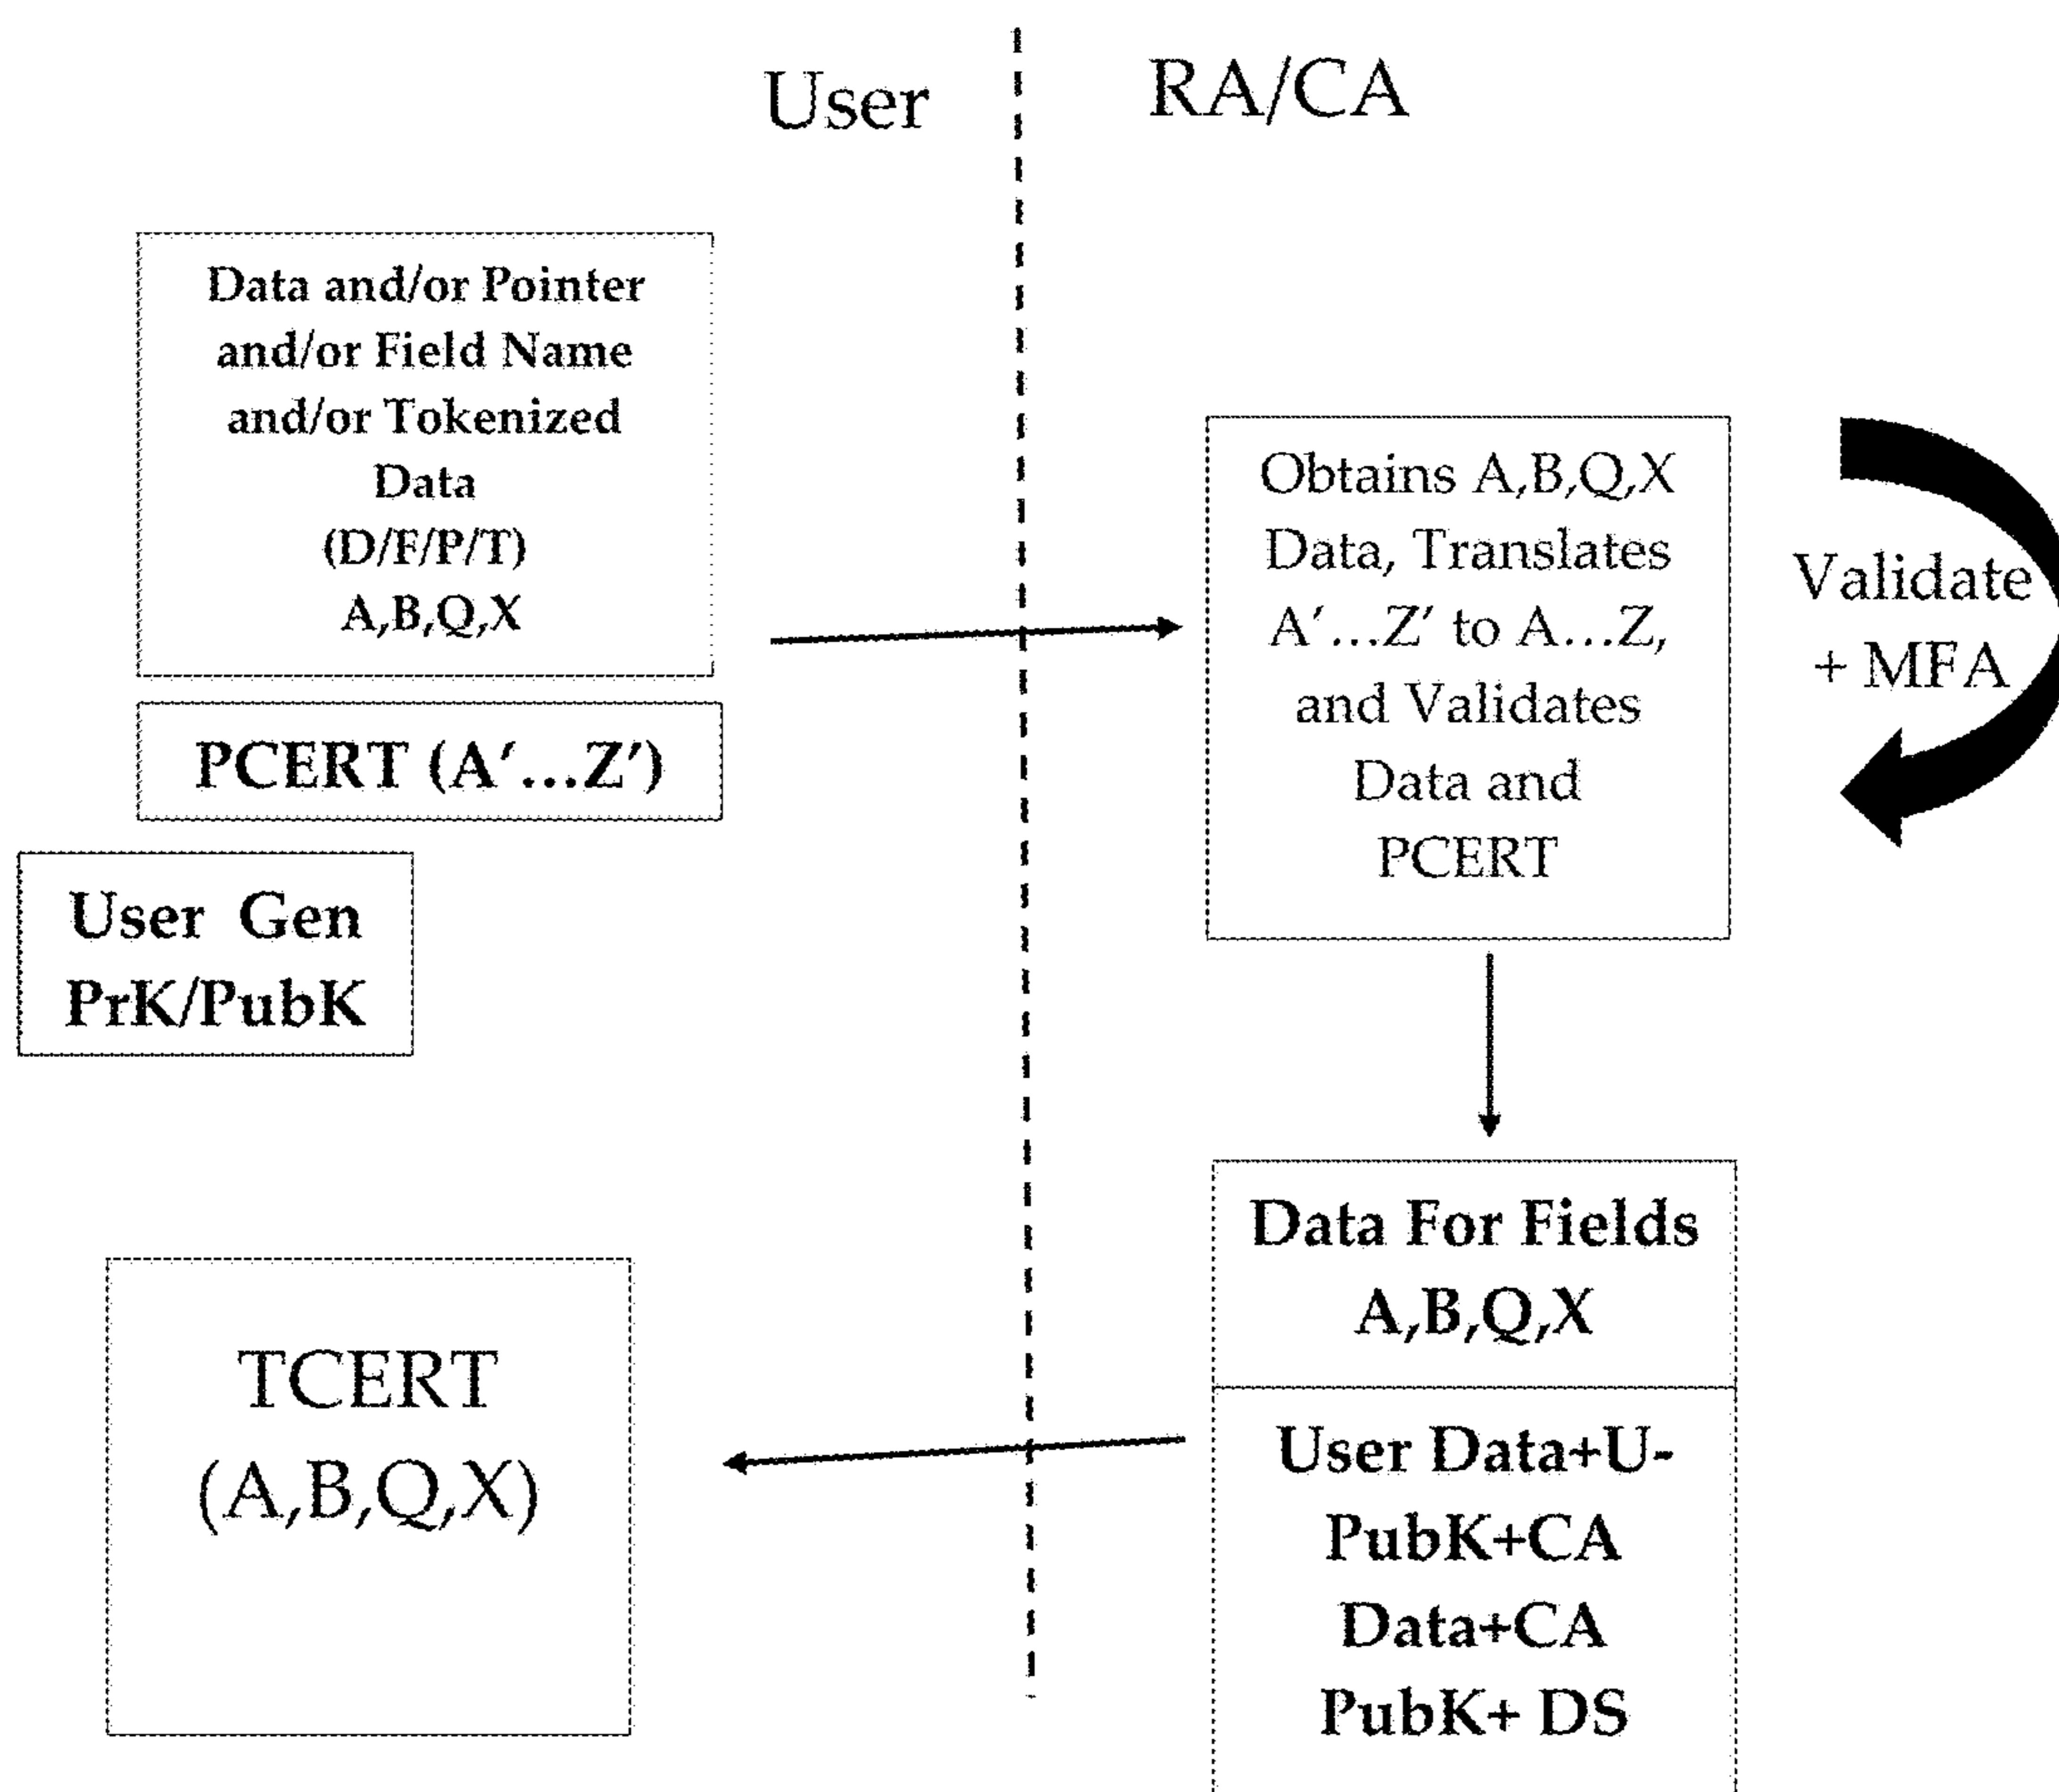 User
RA/CA
Data and/or Pointer
and/or Field Name
and/or Tokenized
Data
(D/F/P/T)
A,B,Q,X
PCERT (A′...Z′)
User Gen
PrK/PubK
Obtains A,B,Q,X
Data, Translates
A′...Z′ to A...Z,
and Validates
Data and
PCERT
Validate
+ MFA
Data For Fields
A,B,Q,X
User Data+U-
PubK+CA
Data+CA
PubK+ DS
TCERT
(A,B,Q,X)